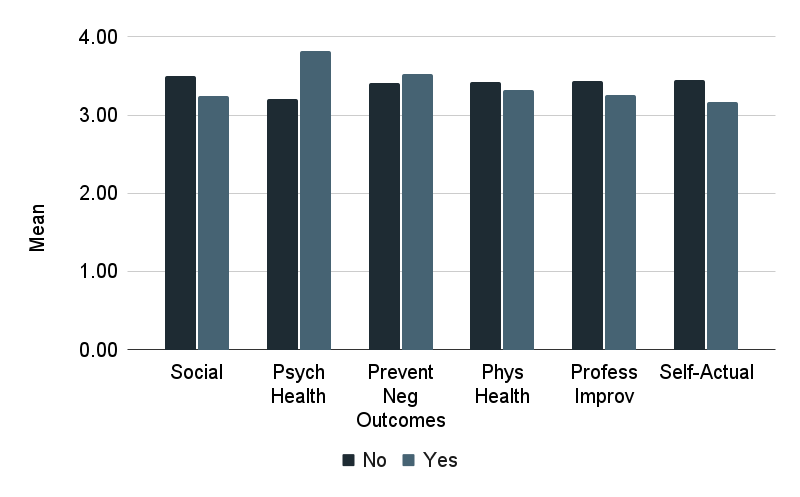 4.00
3.00
2.00
1.00
0.00
Mean
Social
Psych
Health
Prevent
Neg
Outcomes
Phys
Health
Profess
Improv
Self-Actual
No
Yes